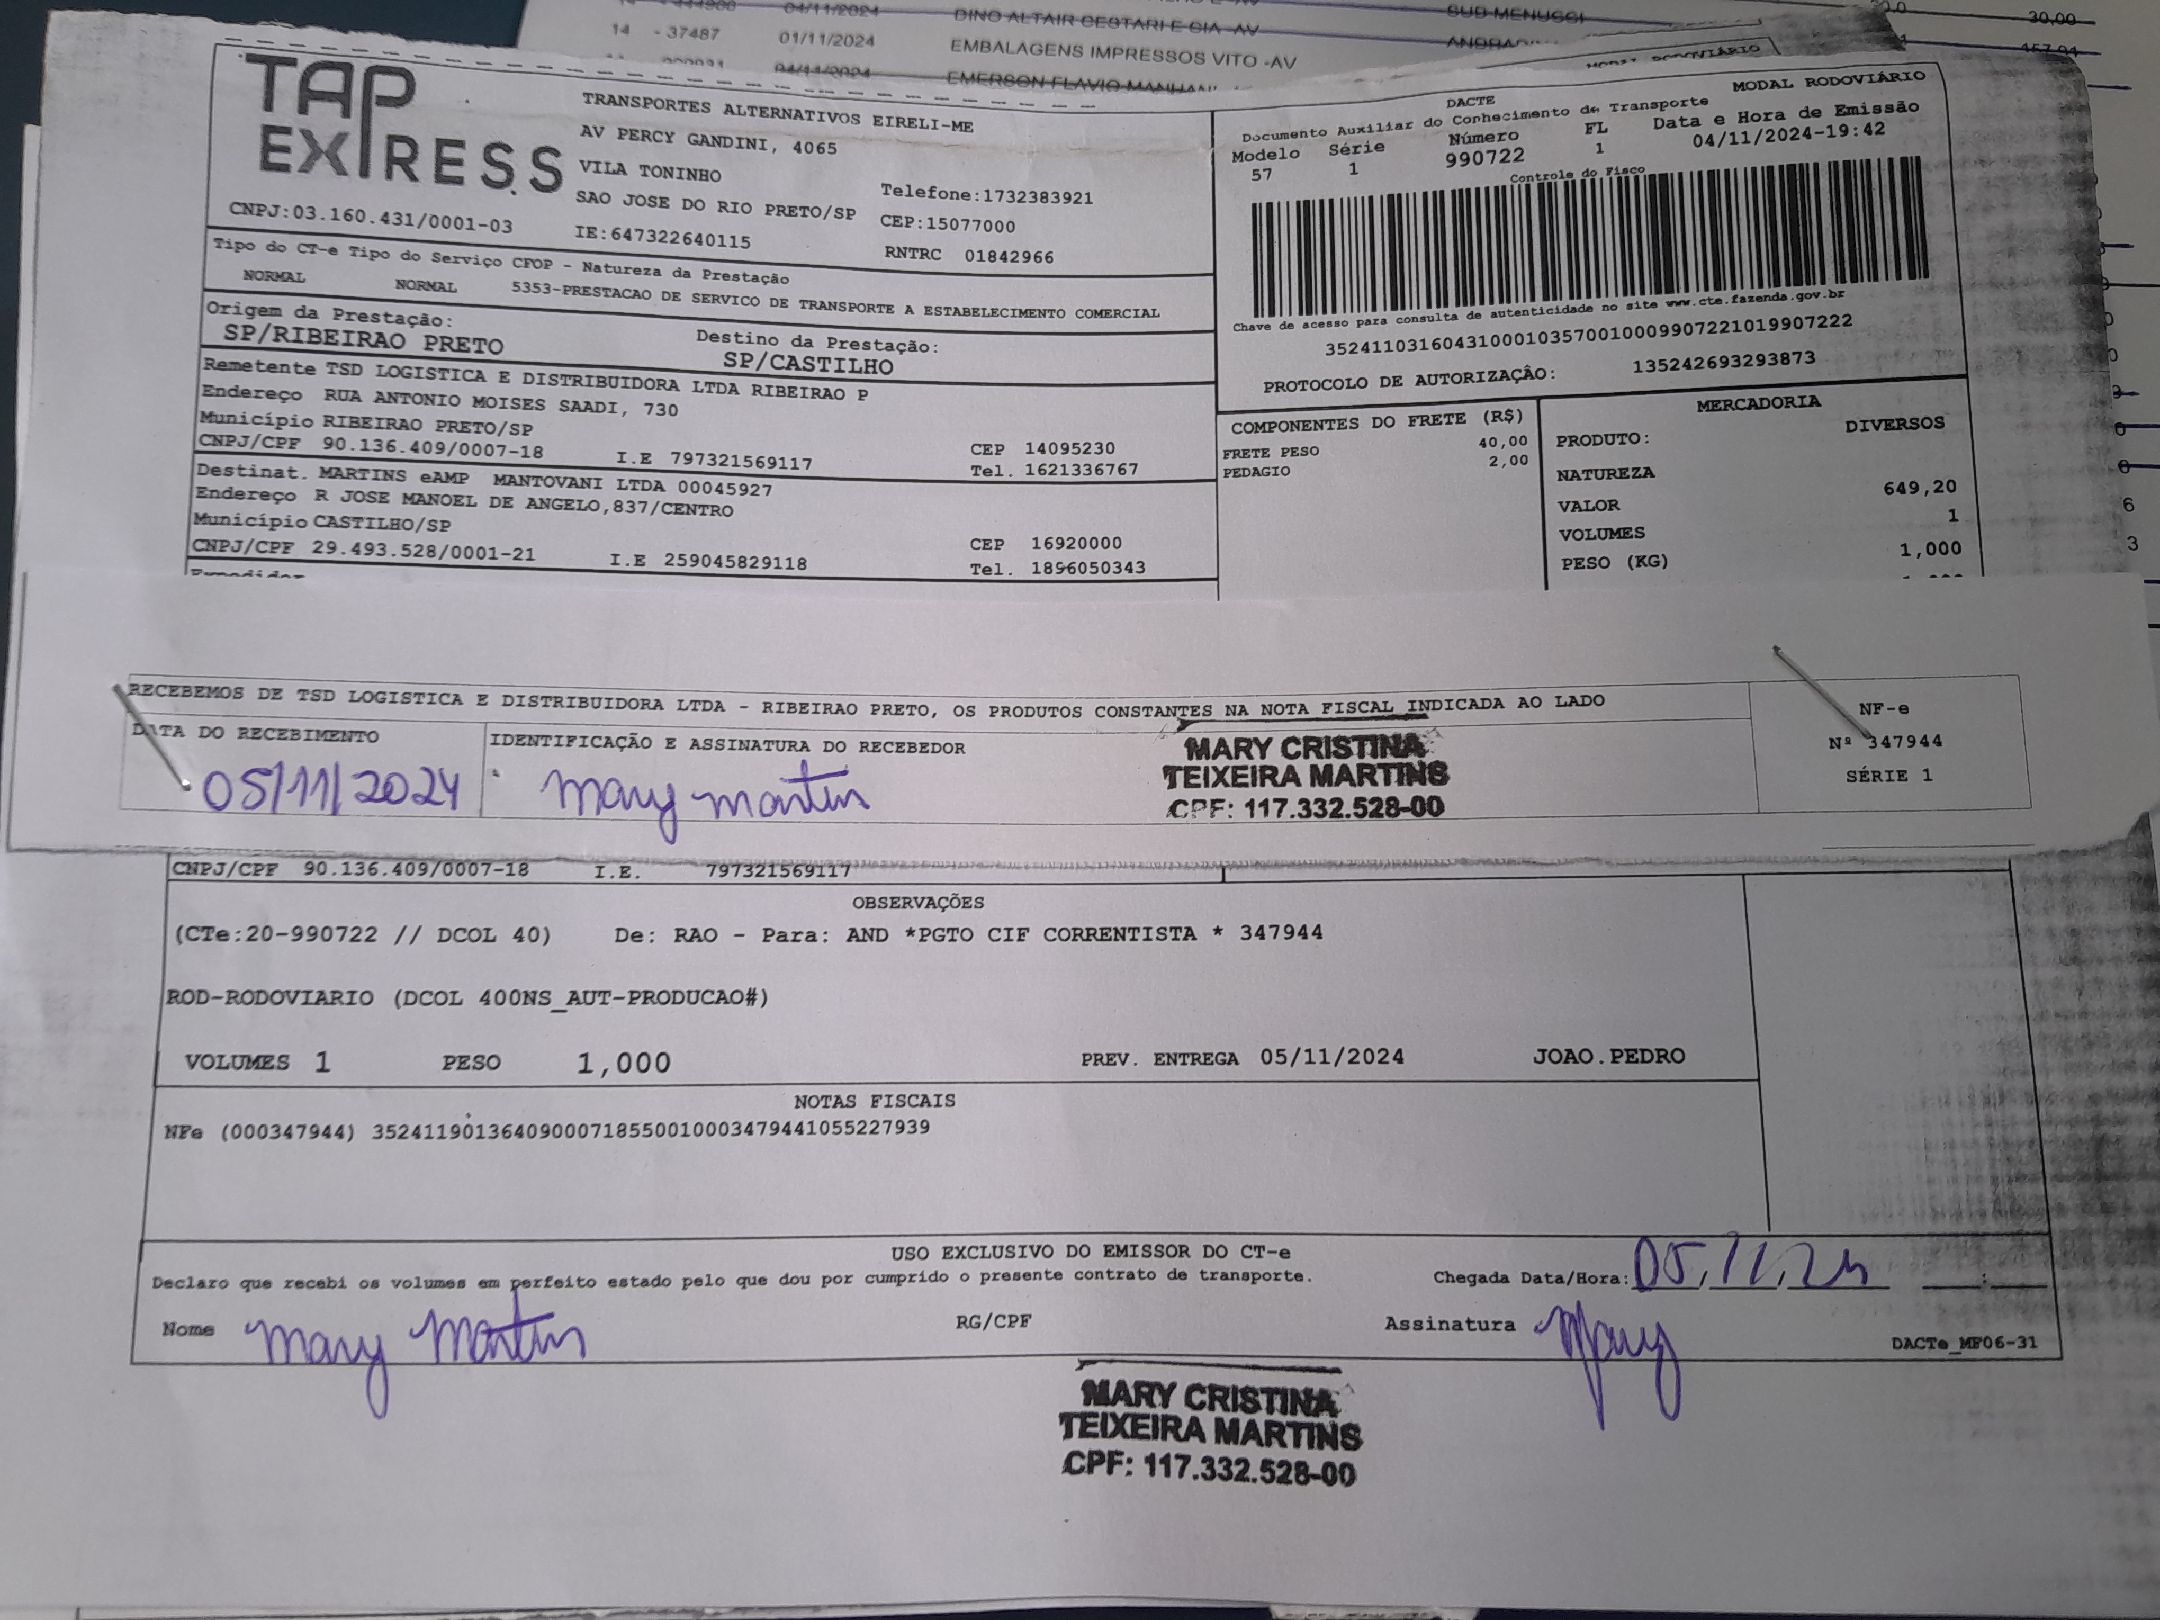 14 - 37487 01/11/2024 EMBALAGENS IMPRESSOS VITO -AV
04/11/2024 DINO ALTAIR CESTARI E CIA -AV SUD MENUSCI 30,00
TAP EXPRESS
TRANSPORTES ALTERNATIVOS EIRELI-ME
AV PERCY GANDINI, 4065
VILA TONINHO
SAO JOSE DO RIO PRETO/SP
Telefone:1732383921
CEP:15077000
CNPJ:03.160.431/0001-03
IE:647322640115
RNTRC 01842966
MODAL RODOVIÁRIO
DACTE
Documento Auxiliar do Conhecimento de Transporte
Modelo Série Número FL Data e Hora de Emissão
57 1 990722 1 04/11/2024-19:42
Controle do Fisco
Chave de acesso para consulta de autenticidade no site www.cte.fazenda.gov.br
35241103160431000103570010009907221019907222
PROTOCOLO DE AUTORIZAÇÃO: 135242693293873
Tipo do CT-e Tipo do Serviço CFOP - Natureza da Prestação
NORMAL NORMAL 5353-PRESTACAO DE SERVICO DE TRANSPORTE A ESTABELECIMENTO COMERCIAL
Origem da Prestação: Destino da Prestação:
SP/RIBEIRAO PRETO SP/CASTILHO
Remetente TSD LOGISTICA E DISTRIBUIDORA LTDA RIBEIRAO P
Endereço RUA ANTONIO MOISES SAADI, 730
Município RIBEIRAO PRETO/SP CEP 14095230
CNPJ/CPF 90.136.409/0007-18 I.E 797321569117 Tel. 1621336767
Destinat. MARTINS eAMP MANTOVANI LTDA 00045927
Endereço R JOSE MANOEL DE ANGELO,837/CENTRO
Município CASTILHO/SP CEP 16920000
CNPJ/CPF 29.493.528/0001-21 I.E 259045829118 Tel. 1896050343
COMPONENTES DO FRETE (R$)
FRETE PESO 40,00
PEDAGIO 2,00
MERCADORIA
PRODUTO: DIVERSOS
NATUREZA
VALOR 649,20
VOLUMES 1
PESO (KG) 1,000
RECEBEMOS DE TSD LOGISTICA E DISTRIBUIDORA LTDA - RIBEIRAO PRETO, OS PRODUTOS CONSTANTES NA NOTA FISCAL INDICADA AO LADO
DATA DO RECEBIMENTO
05/11/2024
IDENTIFICAÇÃO E ASSINATURA DO RECEBEDOR
Mary Martins
MARY CRISTINA
TEIXEIRA MARTINS
CPF: 117.332.528-00
NF-e
Nº 347944
SÉRIE 1
CNPJ/CPF 90.136.409/0007-18 I.E. 797321569117
OBSERVAÇÕES
(CTe:20-990722 // DCOL 40) De: RAO - Para: AND *PGTO CIF CORRENTISTA * 347944
ROD-RODOVIARIO (DCOL 400NS_AUT-PRODUCAO#)
VOLUMES 1 PESO 1,000 PREV. ENTREGA 05/11/2024 JOAO.PEDRO
NOTAS FISCAIS
NFe (000347944) 35241190136409000718550010003479441055227939
USO EXCLUSIVO DO EMISSOR DO CT-e
Declaro que recebi os volumes em perfeito estado pelo que dou por cumprido o presente contrato de transporte. Chegada Data/Hora: 05,11,24
Nome Mary Martins RG/CPF Assinatura Mary DACTe_MF06-31
MARY CRISTINA
TEIXEIRA MARTINS
CPF: 117.332.528-00